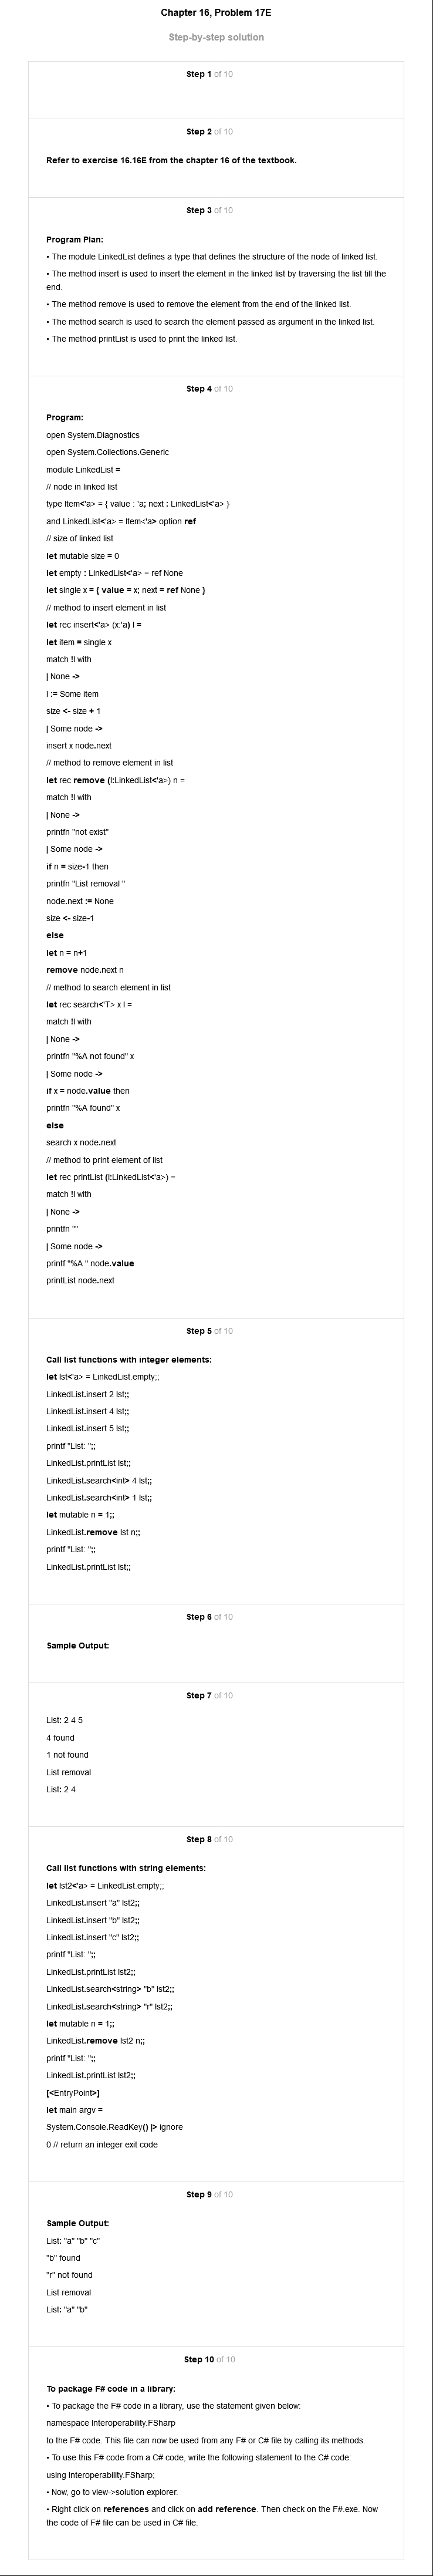 Chapter 16, Problem 17E
Step-by-step solution
Step 1 of 10
Step 2 of 10
Refer to exercise 16.16E from the chapter 16 of the textbook.
Step 3 of 10
Program Plan:
• The module LinkedList defines a type that defines the structure of the node of linked list.
• The method insert is used to insert the element in the linked list by traversing the list till the
end.
• The method remove is used to remove the element from the end of the linked list.
• The method search is used to search the element passed as argument in the linked list.
• The method printList is used to print the linked list.
Step 4 of 10
Program:
open System.Diagnostics
open System.Collections.Generic
module LinkedList =
// node in linked list
type Item<'a> = { value : 'a; next : LinkedList<'a> }
and LinkedList<'a> = Item<'a> option ref
// size of linked list
let mutable size = 0
let empty : LinkedList<'a> = ref None
let single x = { value = x; next = ref None }
// method to insert element in list
let rec insert<'a> (x:'a) l =
let item = single x
match !l with
| None ->
l := Some item
size <- size + 1
| Some node ->
insert x node.next
// method to remove element in list
let rec remove (l:LinkedList<'a>) n =
match !l with
| None ->
printfn "not exist"
| Some node ->
if n = size-1 then
printfn "List removal "
node.next := None
size <- size-1
else
let n = n+1
remove node.next n
// method to search element in list
let rec search<'T> x l =
match !l with
| None ->
printfn "%A not found" x
| Some node ->
if x = node.value then
printfn "%A found" x
else
search x node.next
// method to print element of list
let rec printList (l:LinkedList<'a>) =
match !l with
| None ->
printfn ""
| Some node ->
printf "%A " node.value
printList node.next
Step 5 of 10
Call list functions with integer elements:
let lst<'a> = LinkedList.empty;;
LinkedList.insert 2 lst;;
LinkedList.insert 4 lst;;
LinkedList.insert 5 lst;;
printf "List: ";;
LinkedList.printList lst;;
LinkedList.search<int> 4 lst;;
LinkedList.search<int> 1 lst;;
let mutable n = 1;;
LinkedList.remove lst n;;
printf "List: ";;
LinkedList.printList lst;;
Step 6 of 10
Sample Output:
Step 7 of 10
List: 2 4 5
4 found
1 not found
List removal
List: 2 4
Step 8 of 10
Call list functions with string elements:
let lst2<'a> = LinkedList.empty;;
LinkedList.insert "a" lst2;;
LinkedList.insert "b" lst2;;
LinkedList.insert "c" lst2;;
printf "List: ";;
LinkedList.printList lst2;;
LinkedList.search<string> "b" lst2;;
LinkedList.search<string> "r" lst2;;
let mutable n = 1;;
LinkedList.remove lst2 n;;
printf "List: ";;
LinkedList.printList lst2;;
[<EntryPoint>]
let main argv =
System.Console.ReadKey() |> ignore
0 // return an integer exit code
Step 9 of 10
Sample Output:
List: "a" "b" "c"
"b" found
"r" not found
List removal
List: "a" "b"
Step 10 of 10
To package F# code in a library:
• To package the F# code in a library, use the statement given below:
namespace Interoperability.FSharp
to the F# code. This file can now be used from any F# or C# file by calling its methods.
• To use this F# code from a C# code, write the following statement to the C# code:
using Interoperability.FSharp;
• Now, go to view->solution explorer.
• Right click on references and click on add reference. Then check on the F#.exe. Now
the code of F# file can be used in C# file.